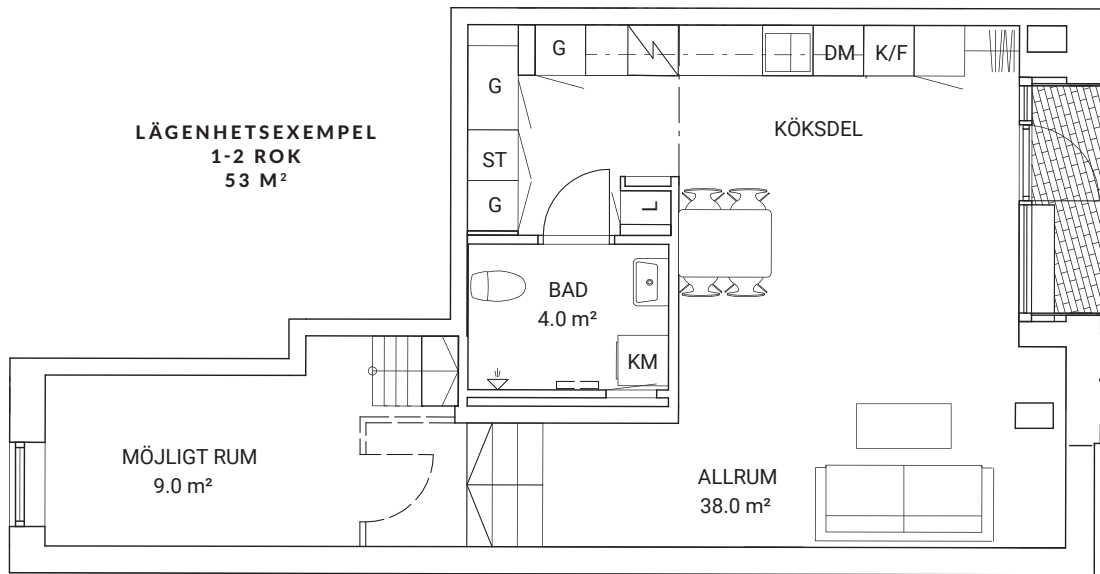 LÄGENHETSEXEMPEL
1-2 ROK
53 M²
G
DM
K/F
G
KÖKSDEL
ST
G
L
BAD
4.0 m²
KM
MÖJLIGT RUM
9.0 m²
ALLRUM
38.0 m²